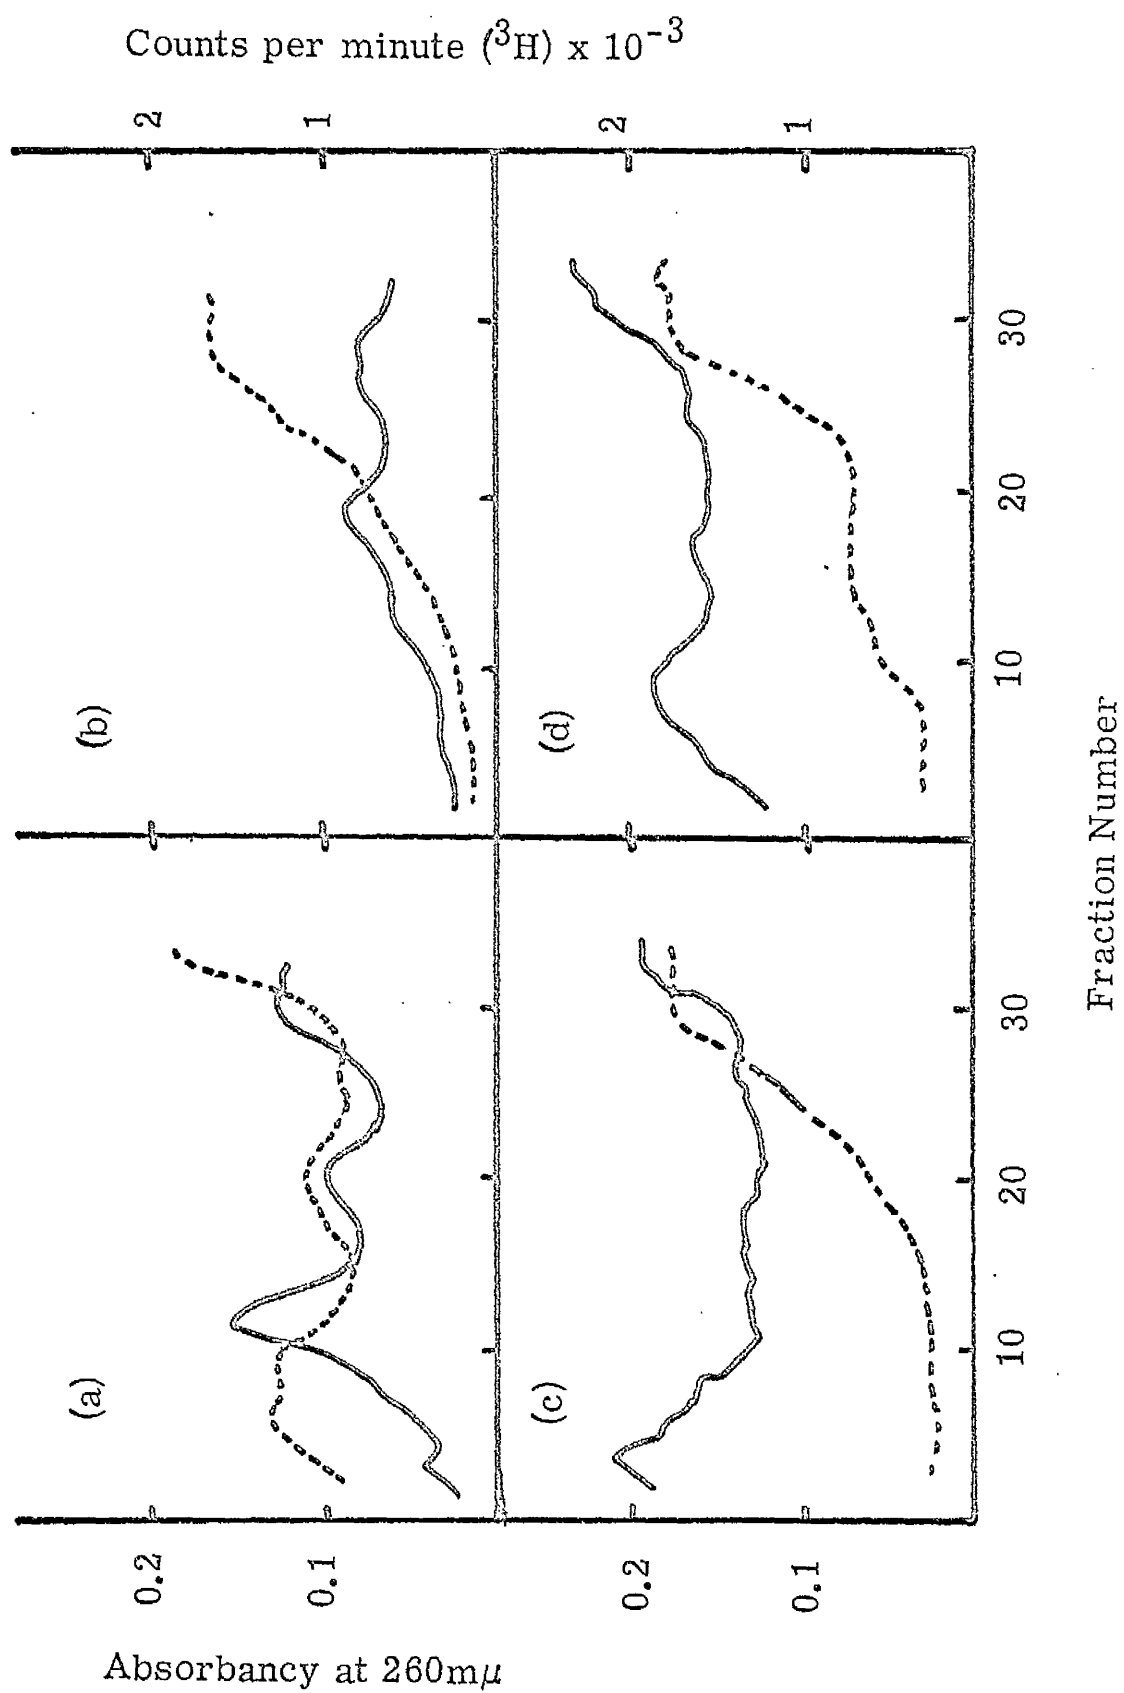 Counts per minute (³H) x 10⁻³
2
1
2
1
(a)
(b)
(c)
(d)
0.2
0.1
0.2
0.1
10
20
30
10
20
30
Absorbancy at 260mμ
Fraction Number